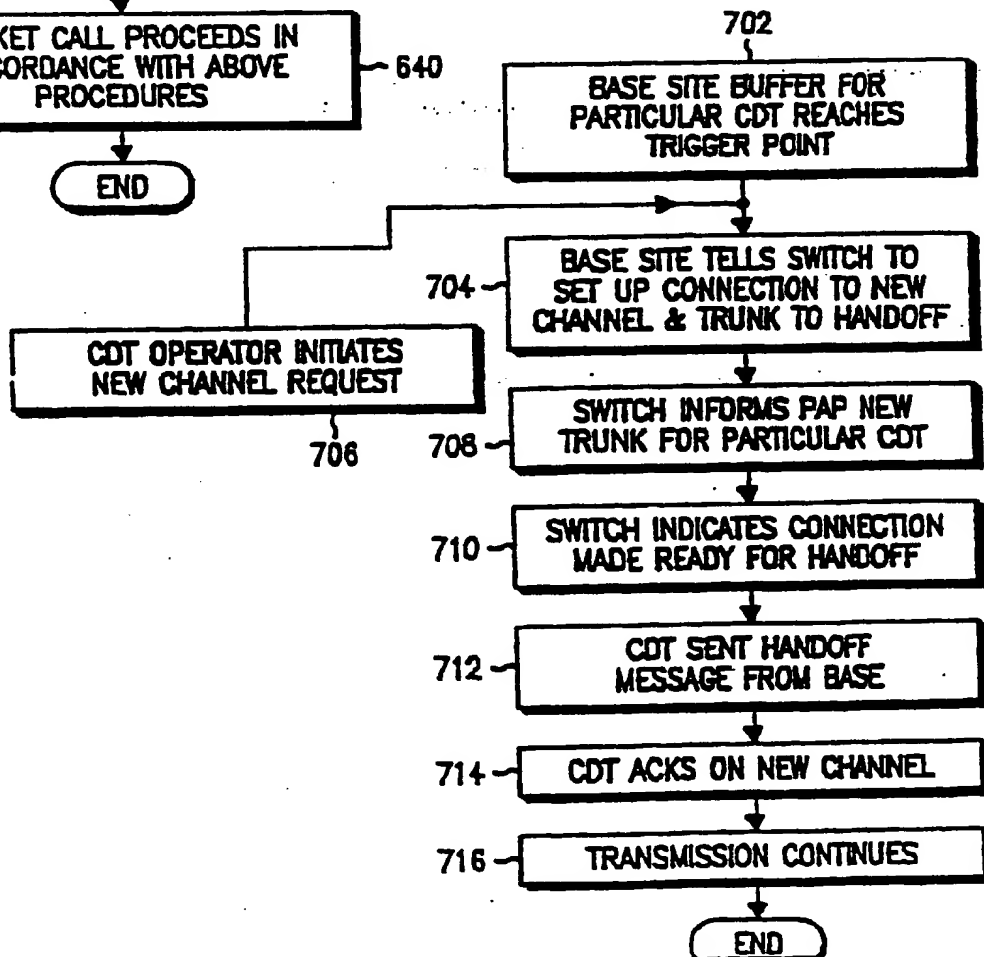 CALL PROCEEDS IN
WITH ABOVE
PROCEDURES
640
END
702
BASE SITE BUFFER FOR
PARTICULAR CDT REACHES
TRIGGER POINT
704
BASE SITE TELLS SWITCH TO
SET UP CONNECTION TO NEW
CHANNEL & TRUNK TO HANDOFF
CDT OPERATOR INITIATES
NEW CHANNEL REQUEST
706
708
SWITCH INFORMS PAP NEW
TRUNK FOR PARTICULAR CDT
710
SWITCH INDICATES CONNECTION
MADE READY FOR HANDOFF
712
CDT SENT HANDOFF
MESSAGE FROM BASE
714
CDT ACKS ON NEW CHANNEL
716
TRANSMISSION CONTINUES
END